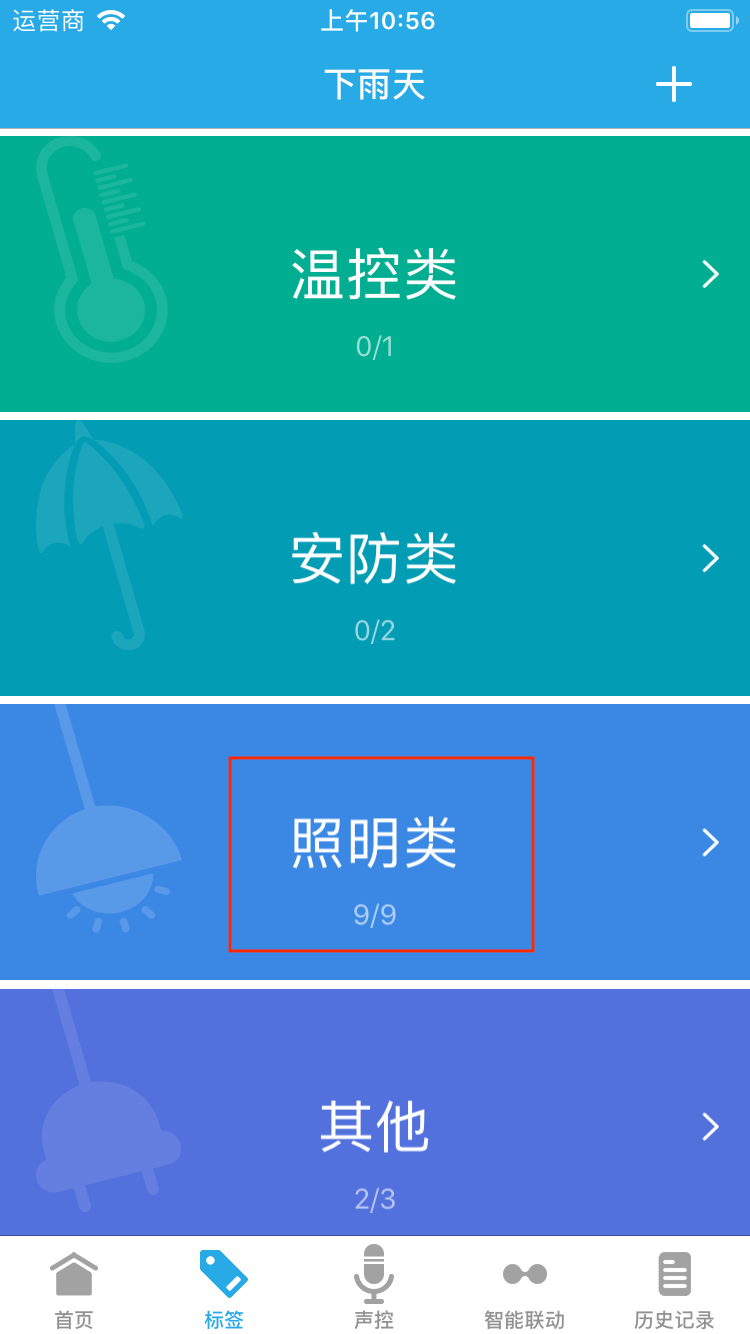 运营商 上午10:56
下雨天
温控类
0/1
安防类
0/2
照明类
9/9
其他
2/3
首页 标签 声控 智能联动 历史记录